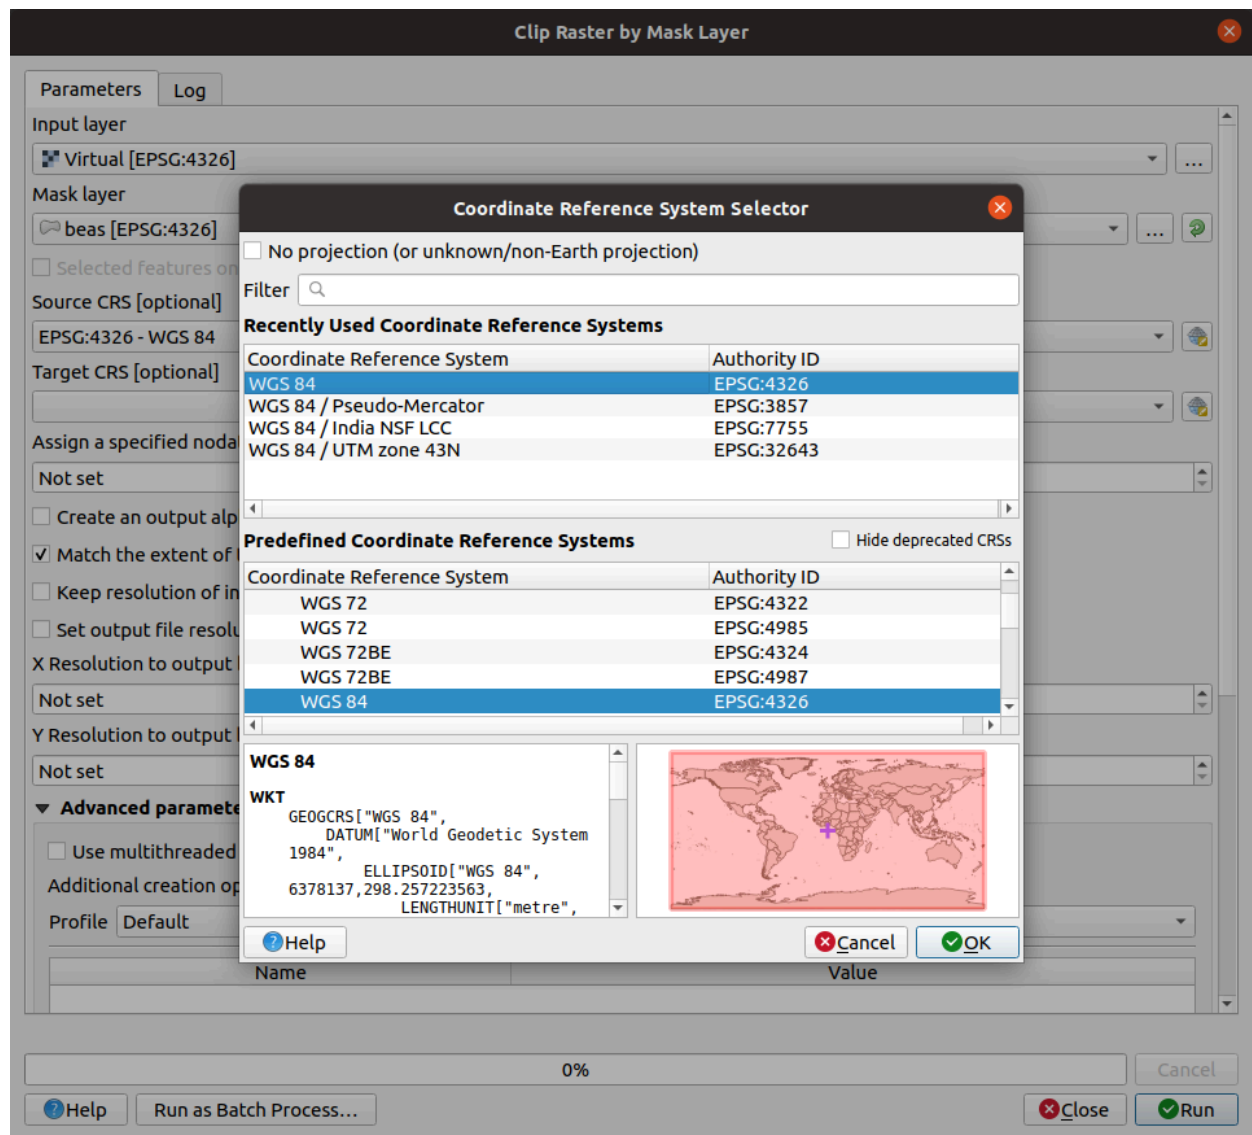 Clip Raster by Mask Layer
Parameters
Log
Input layer
Virtual [EPSG:4326]
...
Mask layer
beas [EPSG:4326]
...
Selected features on
Source CRS [optional]
EPSG:4326 - WGS 84
Target CRS [optional]
Assign a specified noda
Not set
Create an output alp
Match the extent of
Keep resolution of in
Set output file resolu
X Resolution to output
Not set
Y Resolution to output
Not set
Advanced paramete
Use multithreaded
Additional creation op
Profile Default
Name Value
Coordinate Reference System Selector
No projection (or unknown/non-Earth projection)
Filter
Recently Used Coordinate Reference Systems
Coordinate Reference System Authority ID
WGS 84 EPSG:4326
WGS 84 / Pseudo-Mercator EPSG:3857
WGS 84 / India NSF LCC EPSG:7755
WGS 84 / UTM zone 43N EPSG:32643
Predefined Coordinate Reference Systems
Hide deprecated CRSs
Coordinate Reference System Authority ID
WGS 72 EPSG:4322
WGS 72 EPSG:4985
WGS 72BE EPSG:4324
WGS 72BE EPSG:4987
WGS 84 EPSG:4326
WGS 84
WKT
GEOGCRS["WGS 84",
DATUM["World Geodetic System
1984",
ELLIPSOID["WGS 84",
6378137,298.257223563,
LENGTHUNIT["metre",
Help
Cancel
OK
0%
Cancel
Help
Run as Batch Process...
Close
Run